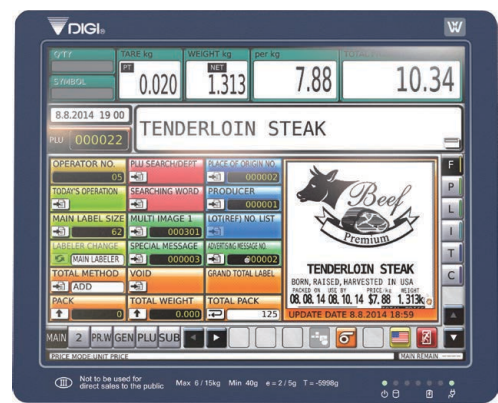 DIGI®
QTY TARE kg WEIGHT kg per kg
PT NET
SYMBOL 0.020 1.313 7.88 10.34
8.8.2014 19 00
TENDERLOIN STEAK
PLU 000022
OPERATOR NO. PLU SEARCH/DEPT PLACE OF ORIGIN NO. F
05 000002
TODAY'S OPERATION SEARCHING WORD PRODUCER P
000001
MAIN LABEL SIZE MULTI IMAGE 1 LOT(REF) NO. LIST L
62 000301
LABELER CHANGE SPECIAL MESSAGE ADVERTISING MESSAGE NO. I
MAIN LABELER 000003 00002
TOTAL METHOD VOID GRAND TOTAL LABEL T
ADD
PACK TOTAL WEIGHT TOTAL PACK C
0 0.000 125
Beef
Premium
TENDERLOIN STEAK
BORN, RAISED, HARVESTED IN USA
PACKED ON USE BY PRICE/kg WEIGHT
08.08.14 08.10.14 $7.88 1.313k
UPDATE DATE 8.8.2014 18:59
MAIN 2 PR.W GEN PLU SUB
PRICE MODE:UNIT PRICE MAIN REMAIN
Not to be used for
direct sales to the public Max 6/15kg Min 40g e=2/5g T=-5998g